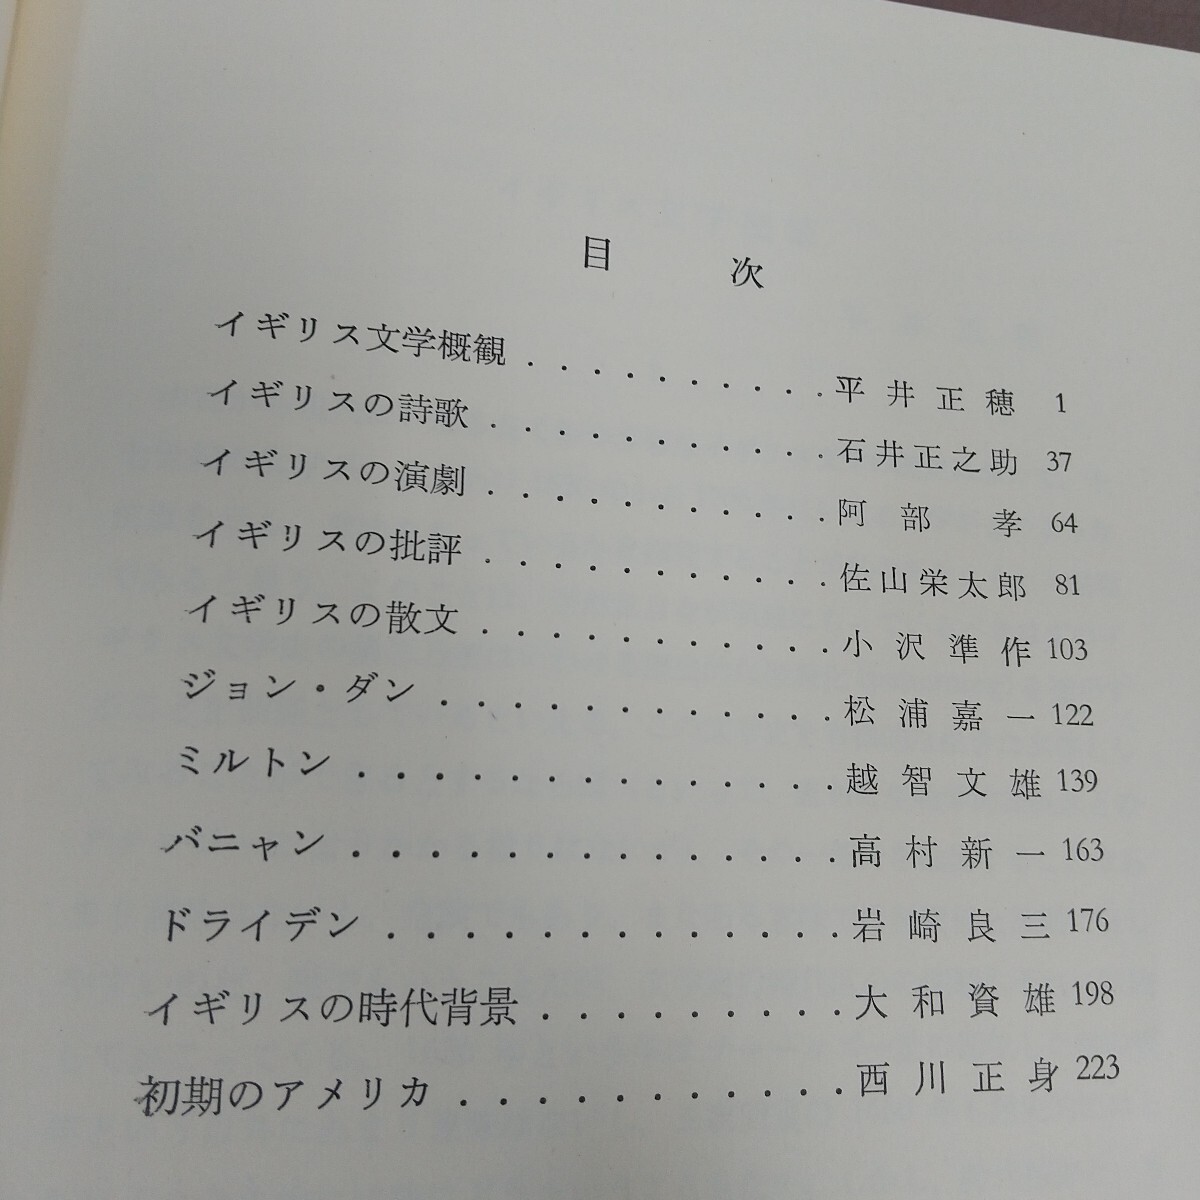 目次
イギリス文学概観 . . . . . . . . . . 平井正穂 1
イギリスの詩歌 . . . . . . . . . . . 石井正之助 37
イギリスの演劇 . . . . . . . . . . . 阿部 孝 64
イギリスの批評 . . . . . . . . . . . 佐山栄太郎 81
イギリスの散文 . . . . . . . . . . . 小沢準作 103
ジョン・ダン . . . . . . . . . . . . 松浦嘉一 122
ミルトン . . . . . . . . . . . . . . 越智文雄 139
バニャン . . . . . . . . . . . . . . 高村新一 163
ドライデン . . . . . . . . . . . . . 岩崎良三 176
イギリスの時代背景 . . . . . . . . . 大和資雄 198
初期のアメリカ . . . . . . . . . . . 西川正身 223